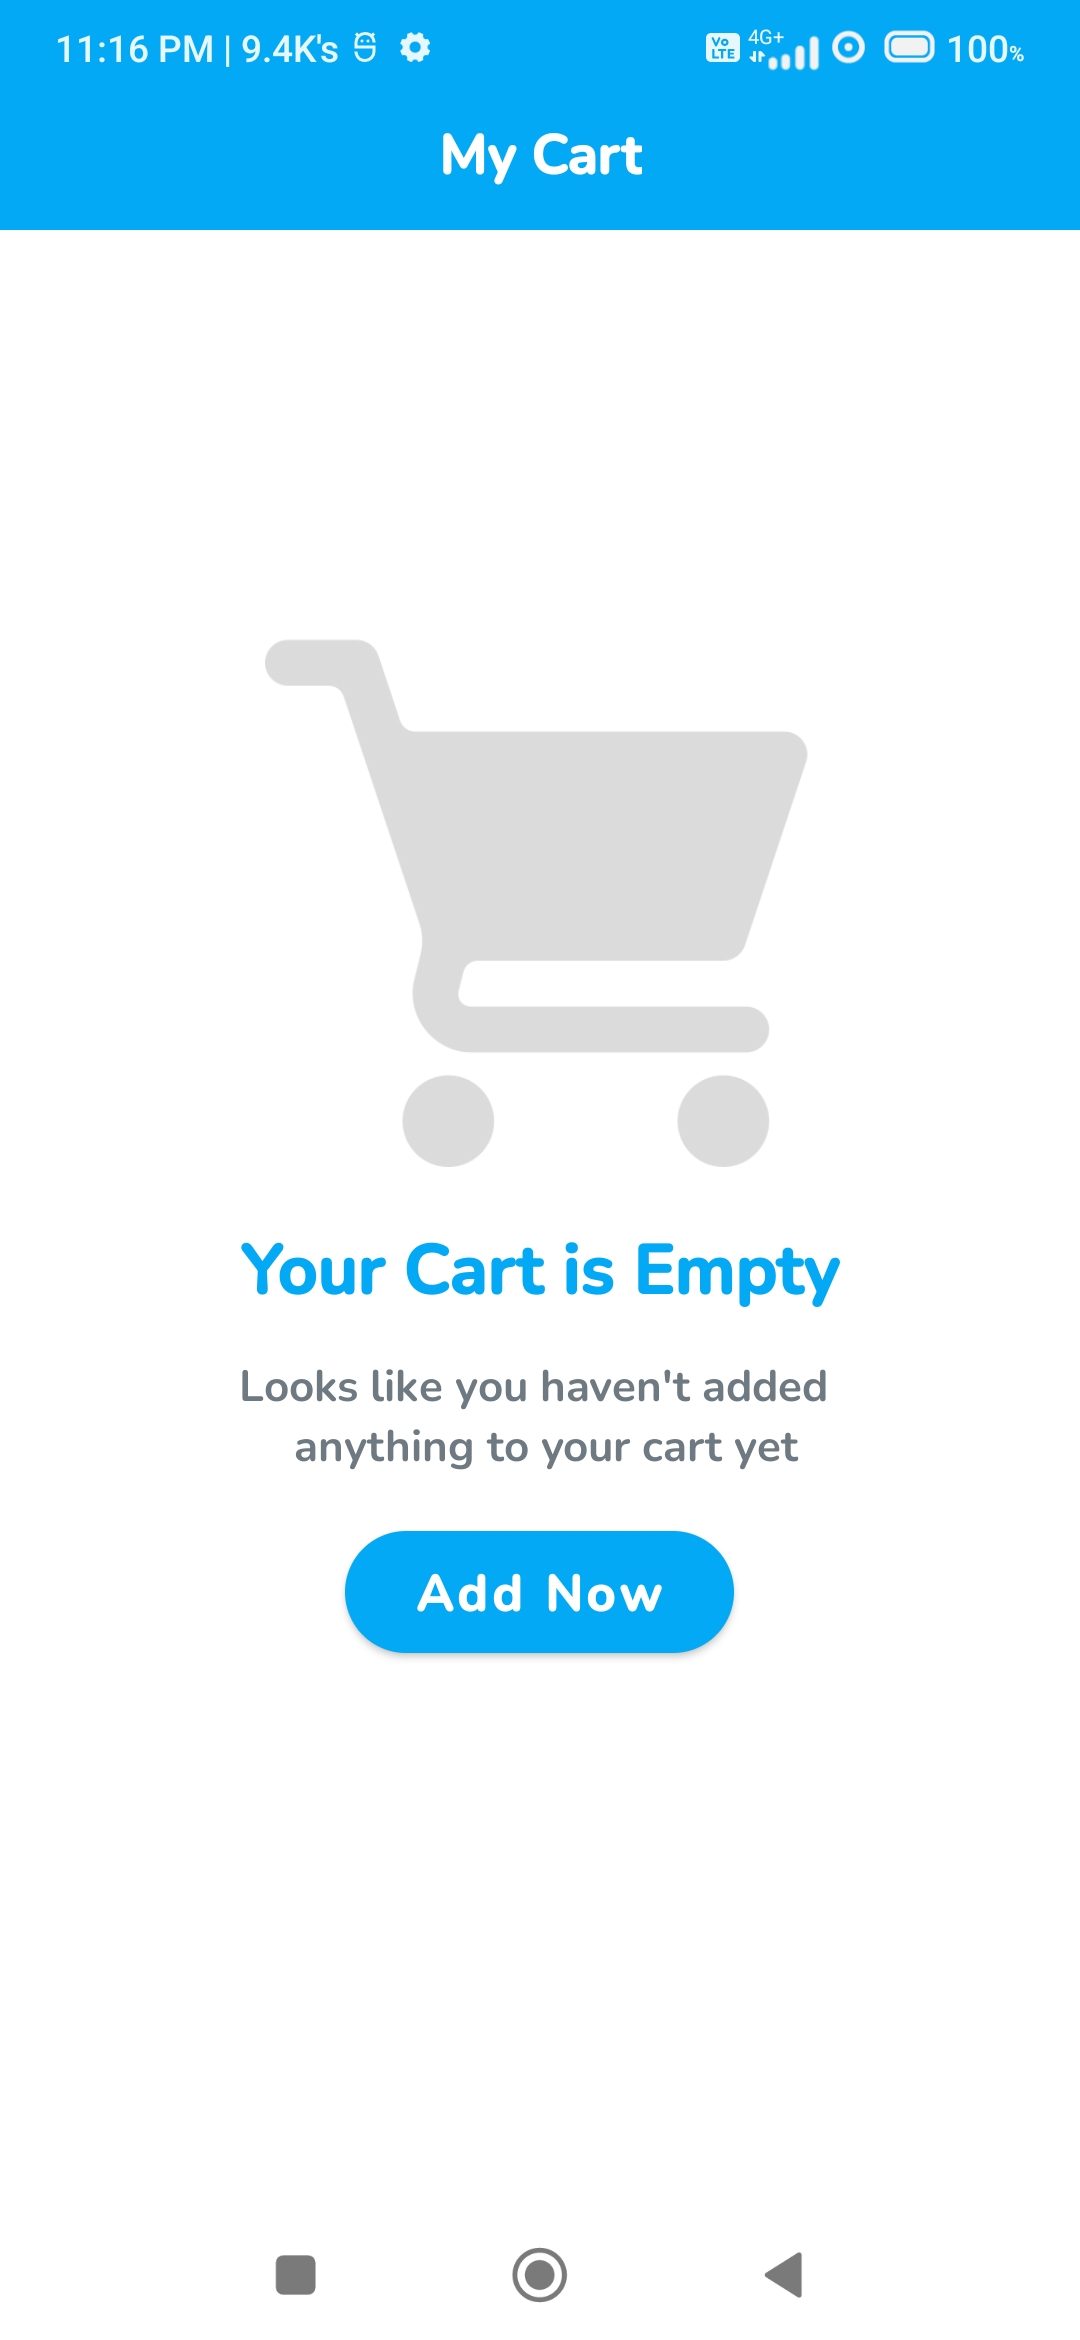 11:16 PM | 9.4K's
Vo LTE 4G+ 100%
My Cart
Your Cart is Empty
Looks like you haven't added
anything to your cart yet
Add Now